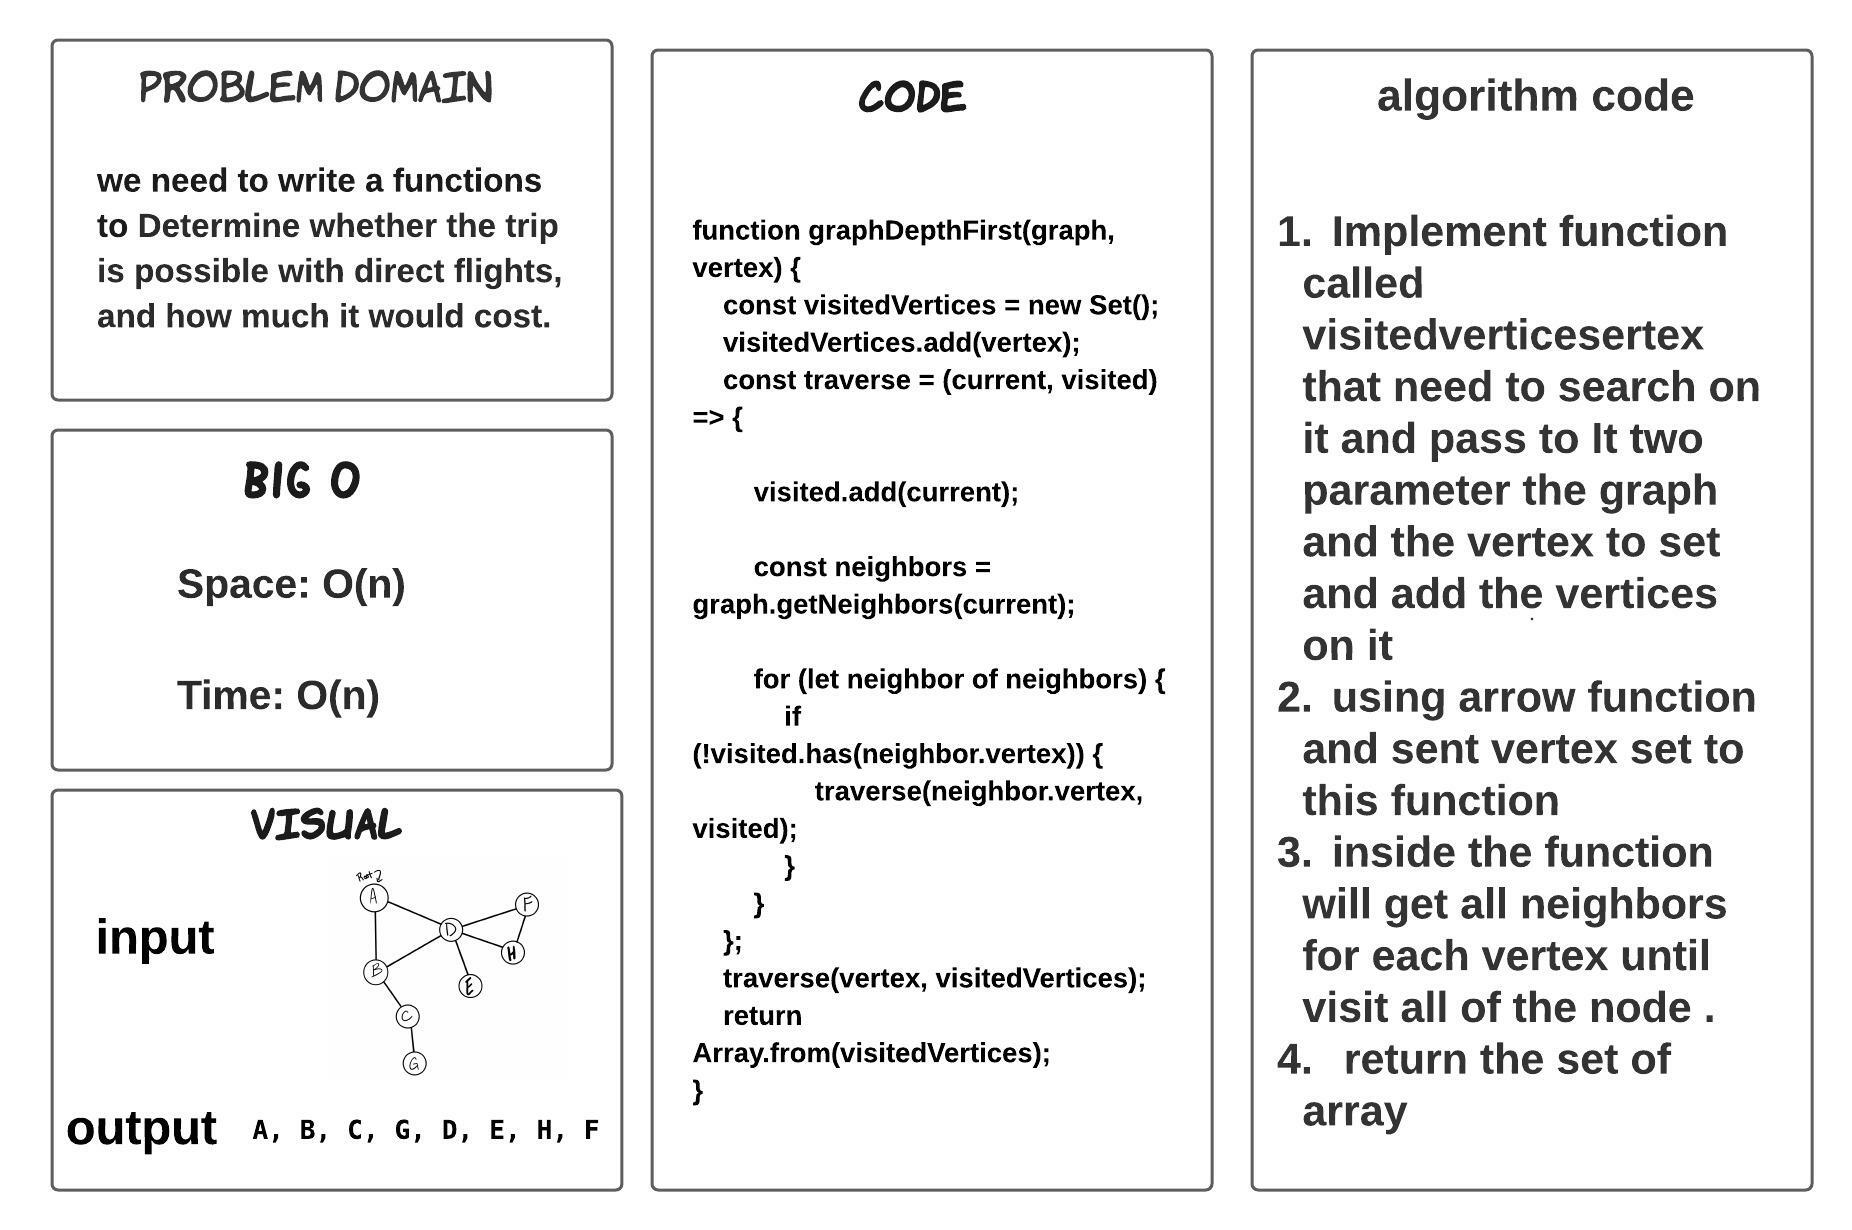 PROBLEM DOMAIN
we need to write a functions
to Determine whether the trip
is possible with direct flights,
and how much it would cost.
BIG O
Space: O(n)
Time: O(n)
VISUAL
input
Root
A
F
D
H
B
E
C
G
output A, B, C, G, D, E, H, F
CODE
function graphDepthFirst(graph,
vertex) {
const visitedVertices = new Set();
visitedVertices.add(vertex);
const traverse = (current, visited)
=> {
visited.add(current);
const neighbors =
graph.getNeighbors(current);
for (let neighbor of neighbors) {
if
(!visited.has(neighbor.vertex)) {
traverse(neighbor.vertex,
visited);
}
}
};
traverse(vertex, visitedVertices);
return
Array.from(visitedVertices);
}
algorithm code
1. Implement function
called
visitedverticesertex
that need to search on
it and pass to It two
parameter the graph
and the vertex to set
and add the vertices
on it
2. using arrow function
and sent vertex set to
this function
3. inside the function
will get all neighbors
for each vertex until
visit all of the node .
4. return the set of
array